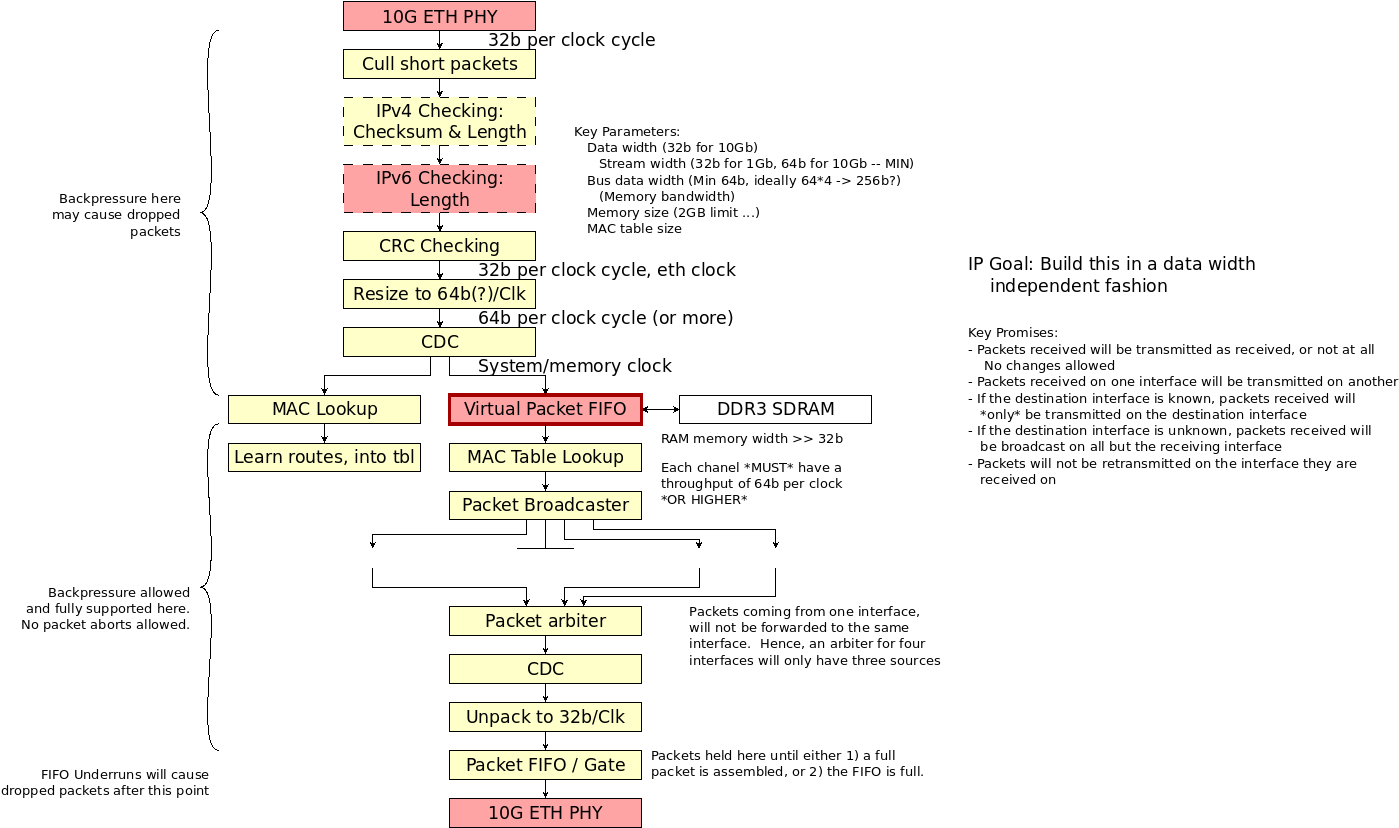 10G ETH PHY
32b per clock cycle
Cull short packets
IPv4 Checking:
Checksum & Length
IPv6 Checking:
Length
CRC Checking
32b per clock cycle, eth clock
Resize to 64b(?)/Clk
64b per clock cycle (or more)
CDC
System/memory clock
Backpressure here
may cause dropped
packets
Key Parameters:
Data width (32b for 10Gb)
Stream width (32b for 1Gb, 64b for 10Gb -- MIN)
Bus data width (Min 64b, ideally 64*4 -> 256b?)
(Memory bandwidth)
Memory size (2GB limit ...)
MAC table size
IP Goal: Build this in a data width
independent fashion
Key Promises:
- Packets received will be transmitted as received, or not at all
No changes allowed
- Packets received on one interface will be transmitted on another
- If the destination interface is known, packets received will
*only* be transmitted on the destination interface
- If the destination interface is unknown, packets received will
be broadcast on all but the receiving interface
- Packets will not be retransmitted on the interface they are
received on
MAC Lookup
Learn routes, into tbl
Virtual Packet FIFO
DDR3 SDRAM
RAM memory width >> 32b
Each chanel *MUST* have a
throughput of 64b per clock
*OR HIGHER*
MAC Table Lookup
Packet Broadcaster
Backpressure allowed
and fully supported here.
No packet aborts allowed.
Packet arbiter
Packets coming from one interface,
will not be forwarded to the same
interface.  Hence, an arbiter for four
interfaces will only have three sources
CDC
Unpack to 32b/Clk
Packet FIFO / Gate
Packets held here until either 1) a full
packet is assembled, or 2) the FIFO is full.
FIFO Underruns will cause
dropped packets after this point
10G ETH PHY